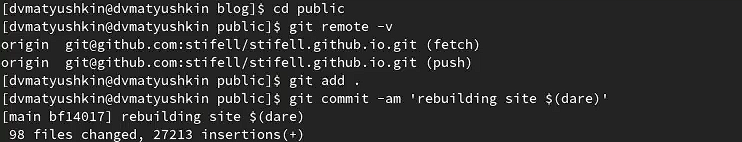 [dvmatyushkin@dvmatyushkin blog]$ cd public
[dvmatyushkin@dvmatyushkin public]$ git remote -v
origin  git@github.com:stifell/stifell.github.io.git (fetch)
origin  git@github.com:stifell/stifell.github.io.git (push)
[dvmatyushkin@dvmatyushkin public]$ git add .
[dvmatyushkin@dvmatyushkin public]$ git commit -am 'rebuilding site $(dare)'
[main bf14017] rebuilding site $(dare)
 98 files changed, 27213 insertions(+)